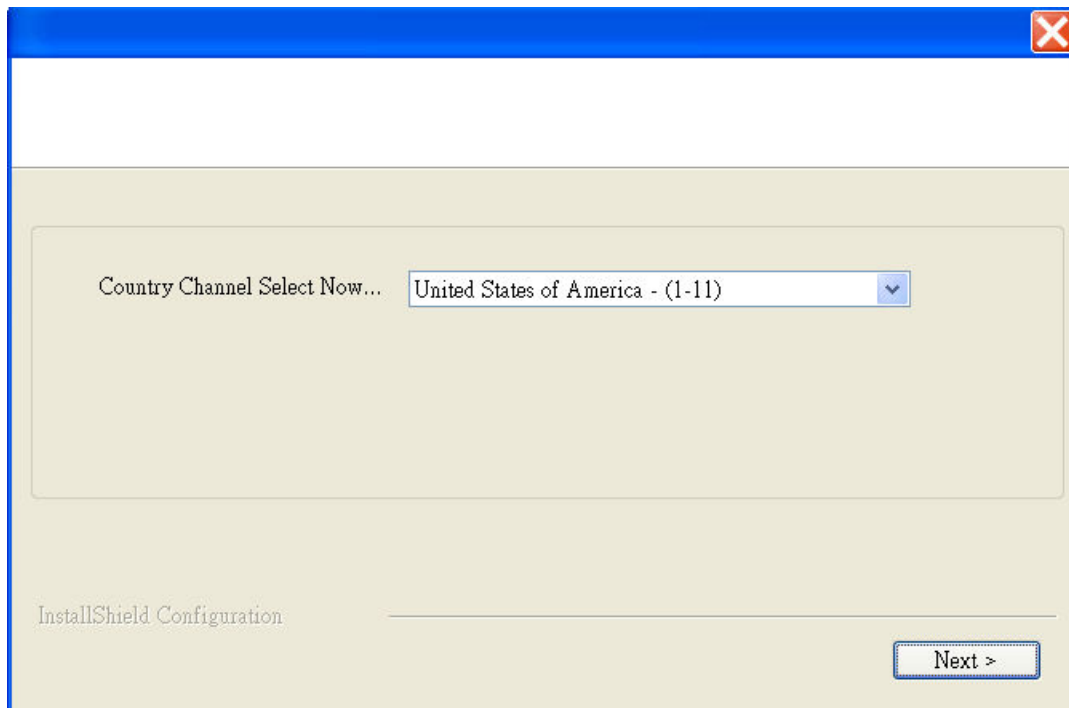 Country Channel Select Now...
United States of America - (1-11)
InstallShield Configuration
Next >